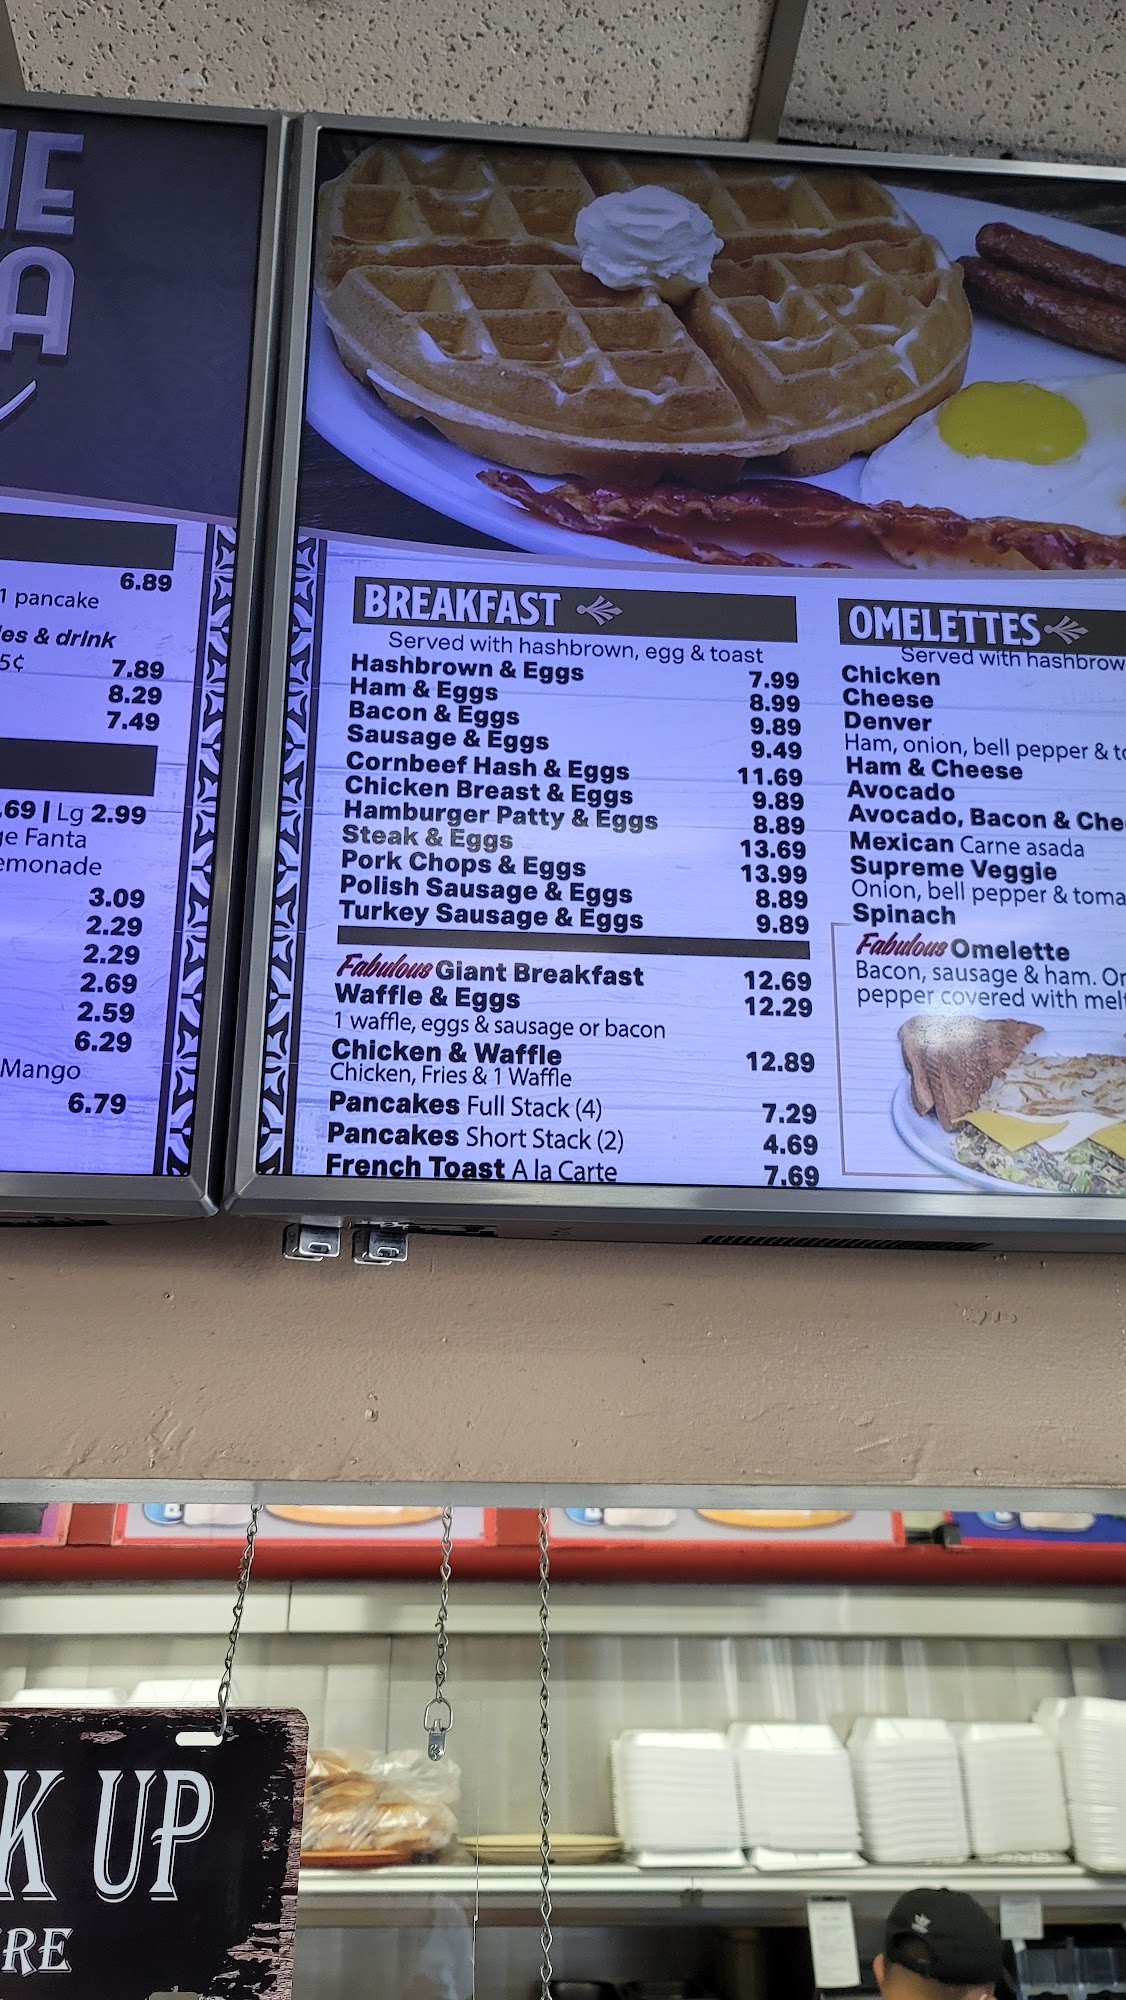 NE
A
6.89
1 pancake
es & drink
5¢ 7.89
8.29
7.49
.69 | Lg 2.99
ge Fanta
emonade
3.09
2.29
2.29
2.69
2.59
6.29
Mango
6.79
BREAKFAST
Served with hashbrown, egg & toast
Hashbrown & Eggs 7.99
Ham & Eggs 8.99
Bacon & Eggs 9.89
Sausage & Eggs 9.49
Cornbeef Hash & Eggs 11.69
Chicken Breast & Eggs 9.89
Hamburger Patty & Eggs 8.89
Steak & Eggs 13.69
Pork Chops & Eggs 13.99
Polish Sausage & Eggs 8.89
Turkey Sausage & Eggs 9.89
Fabulous Giant Breakfast 12.69
Waffle & Eggs 12.29
1 waffle, eggs & sausage or bacon
Chicken & Waffle 12.89
Chicken, Fries & 1 Waffle
Pancakes Full Stack (4) 7.29
Pancakes Short Stack (2) 4.69
French Toast A la Carte 7.69
OMELETTES
Served with hashbrow
Chicken
Cheese
Denver
Ham, onion, bell pepper & to
Ham & Cheese
Avocado
Avocado, Bacon & Che
Mexican Carne asada
Supreme Veggie
Onion, bell pepper & toma
Spinach
Fabulous Omelette
Bacon, sausage & ham. On
pepper covered with melt
K UP
RE